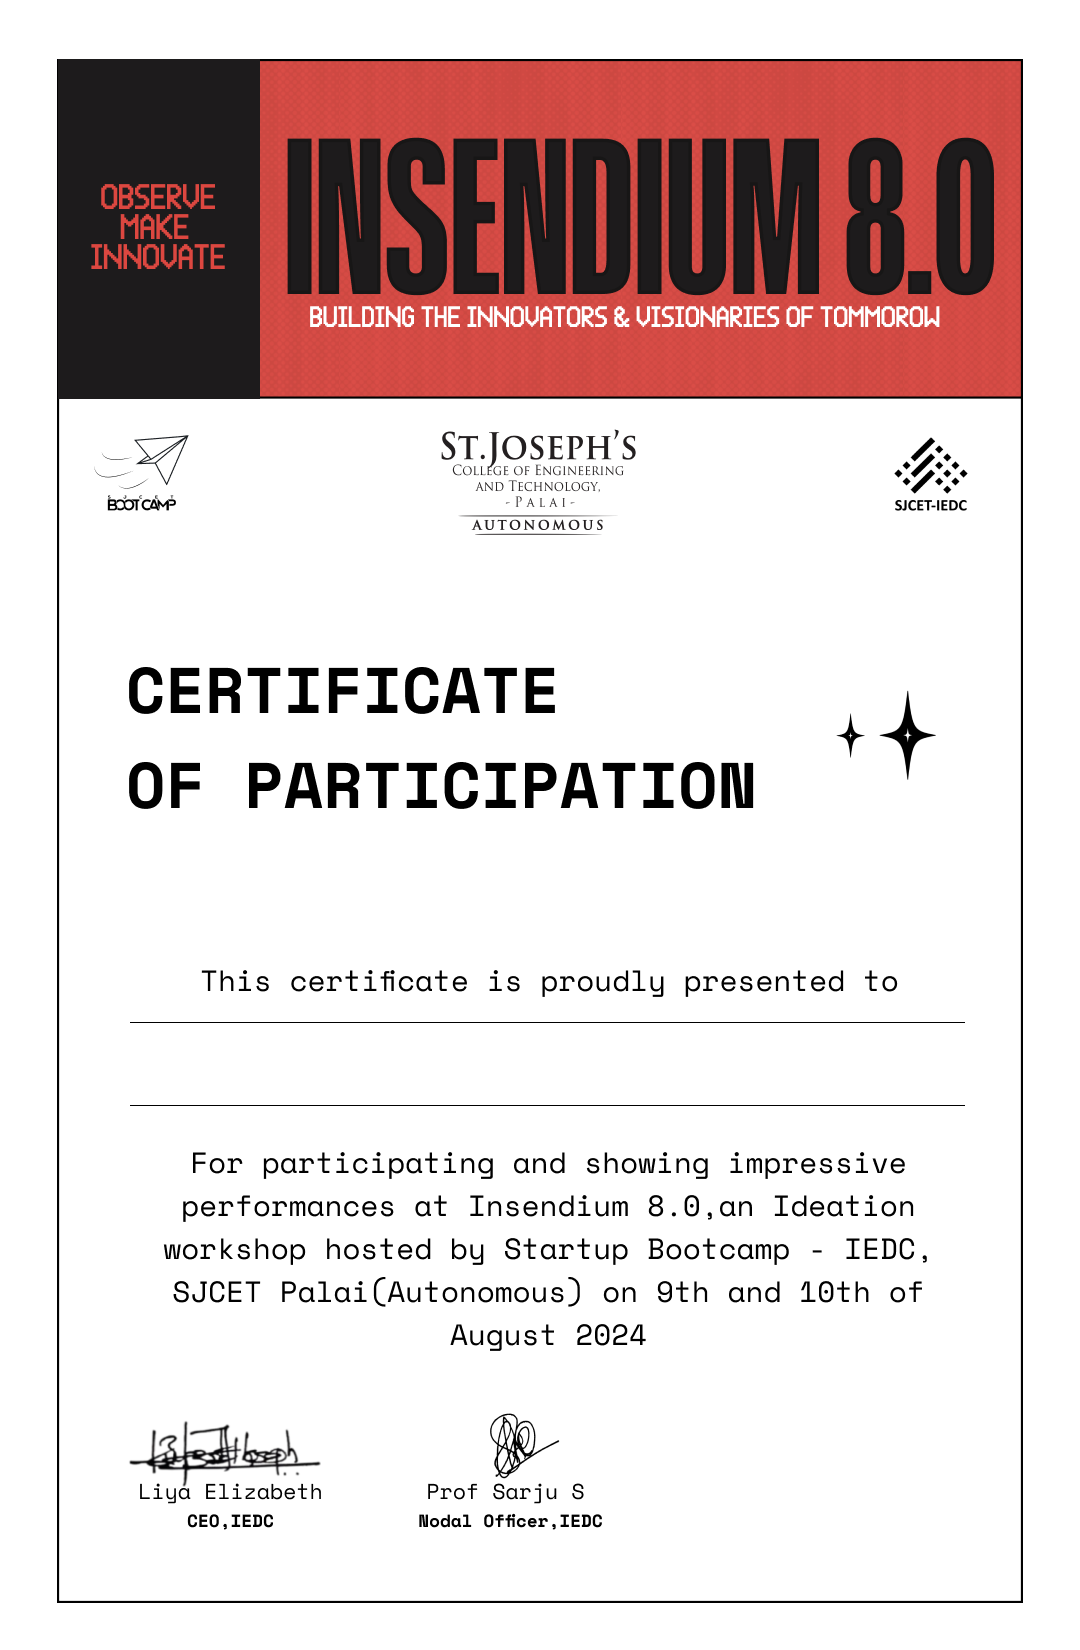 OBSERVE
MAKE
INNOVATE
INSENDIUM 8.0
BUILDING THE INNOVATORS & VISIONARIES OF TOMMOROW
SJCET
BOOTCAMP
ST.JOSEPH'S
COLLEGE OF ENGINEERING
AND TECHNOLOGY,
-PALAI-
AUTONOMOUS
SJCET-IEDC
CERTIFICATE
OF PARTICIPATION
This certificate is proudly presented to
For participating and showing impressive
performances at Insendium 8.0,an Ideation
workshop hosted by Startup Bootcamp - IEDC,
SJCET Palai(Autonomous) on 9th and 10th of
August 2024
Liya Elizabeth
CEO,IEDC
Prof Sarju S
Nodal Officer,IEDC